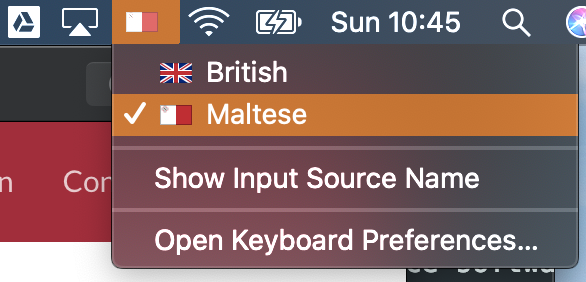 Sun 10:45
British
Maltese
Show Input Source Name
Open Keyboard Preferences...